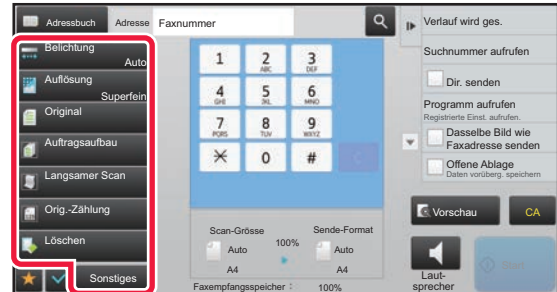 Adressbuch
Adresse
Faxnummer
Belichtung
Auto
Auflösung
Superfein
Original
Auftragsaufbau
Langsamer Scan
Orig.-Zählung
Löschen
Sonstiges
1
2
ABC
3
DEF
4
GHI
5
JKL
6
MNO
7
PQRS
8
TUV
9
WXYZ
0
#
C
Scan-Grösse
Auto
A4
100%
Sende-Format
Auto
A4
Faxempfangsspeicher : 100%
Verlauf wird ges.
Suchnummer aufrufen
Dir. senden
Programm aufrufen
Registrierte Einst. aufrufen.
Dasselbe Bild wie
Faxadresse senden
Offene Ablage
Daten vorüberg. speichern
Vorschau
CA
Laut-
sprecher
Start